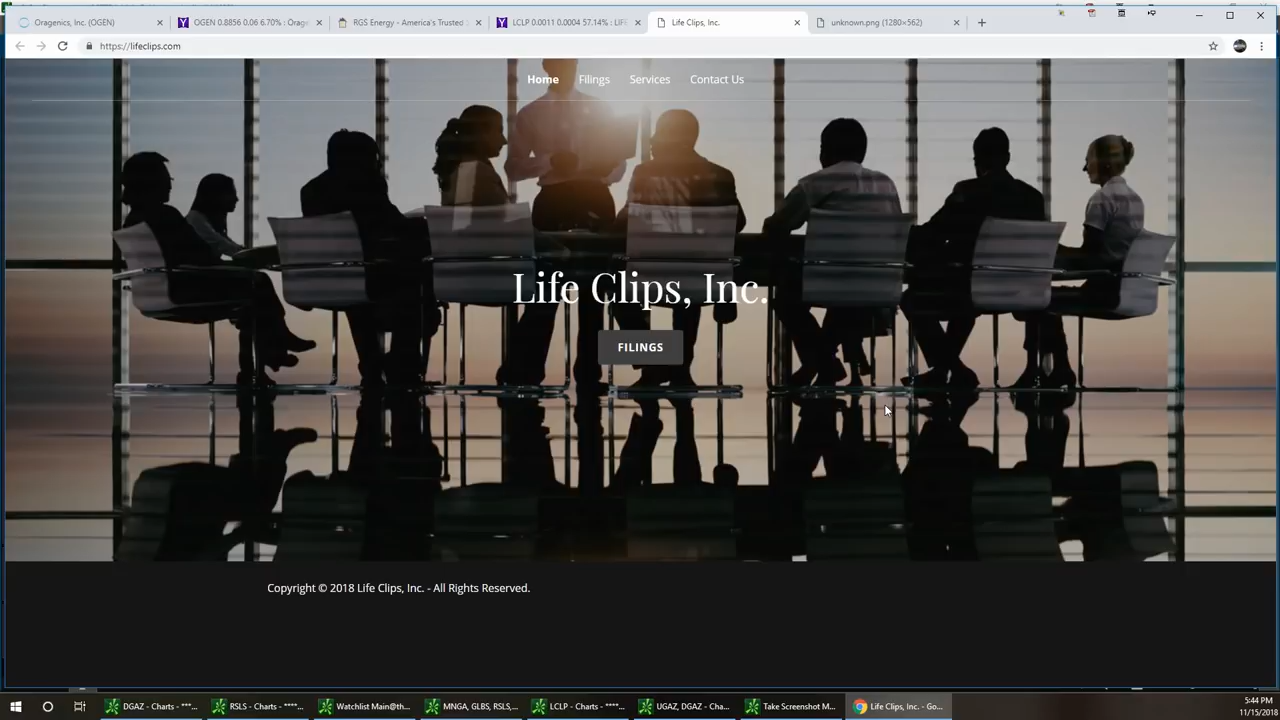 Oragenics, Inc. (OGEN)
OGEN 0.8856 0.06 6.70% : Orage
RGS Energy - America's Trusted
LCLP 0.0011 0.0004 57.14% : LIFE
Life Clips, Inc.
unknown.png (1280×562)
https://lifeclips.com
Home Filings Services Contact Us
Life Clips, Inc.
FILINGS
Copyright © 2018 Life Clips, Inc. - All Rights Reserved.
DGAZ - Charts - ****...
RSLS - Charts - ****...
Watchlist Main@th...
MNGA, GLBS, RSLS,...
LCLP - Charts - ****...
UGAZ, DGAZ - Cha...
Take Screenshot M...
Life Clips, Inc. - Go...
5:44 PM
11/15/2018